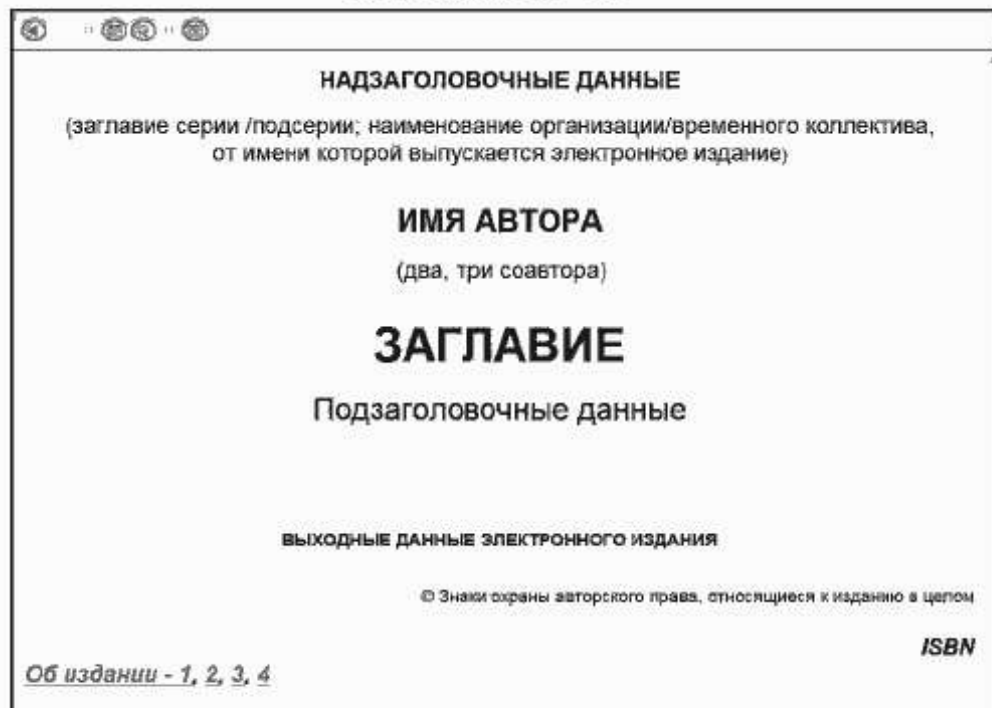 НАДЗАГОЛОВОЧНЫЕ ДАННЫЕ
(заглавие серии /подсерии; наименование организации/временного коллектива,
от имени которой выпускается электронное издание)
ИМЯ АВТОРА
(два, три соавтора)
ЗАГЛАВИЕ
Подзаголовочные данные
ВЫХОДНЫЕ ДАННЫЕ ЭЛЕКТРОННОГО ИЗДАНИЯ
© Знаки охраны авторского права, относящиеся к изданию в целом
ISBN
Об издании - 1, 2, 3, 4